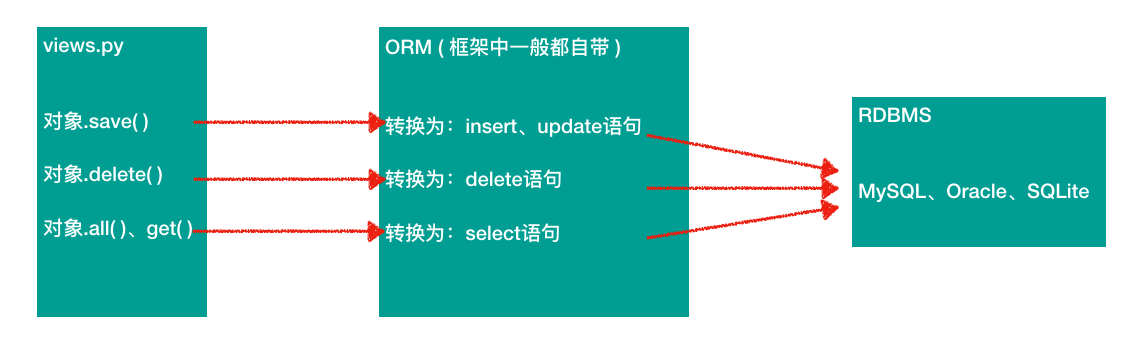 views.py
对象.save( )
对象.delete( )
对象.all( )、get( )
ORM ( 框架中一般都自带 )
转换为：insert、update语句
转换为：delete语句
转换为：select语句
RDBMS
MySQL、Oracle、SQLite